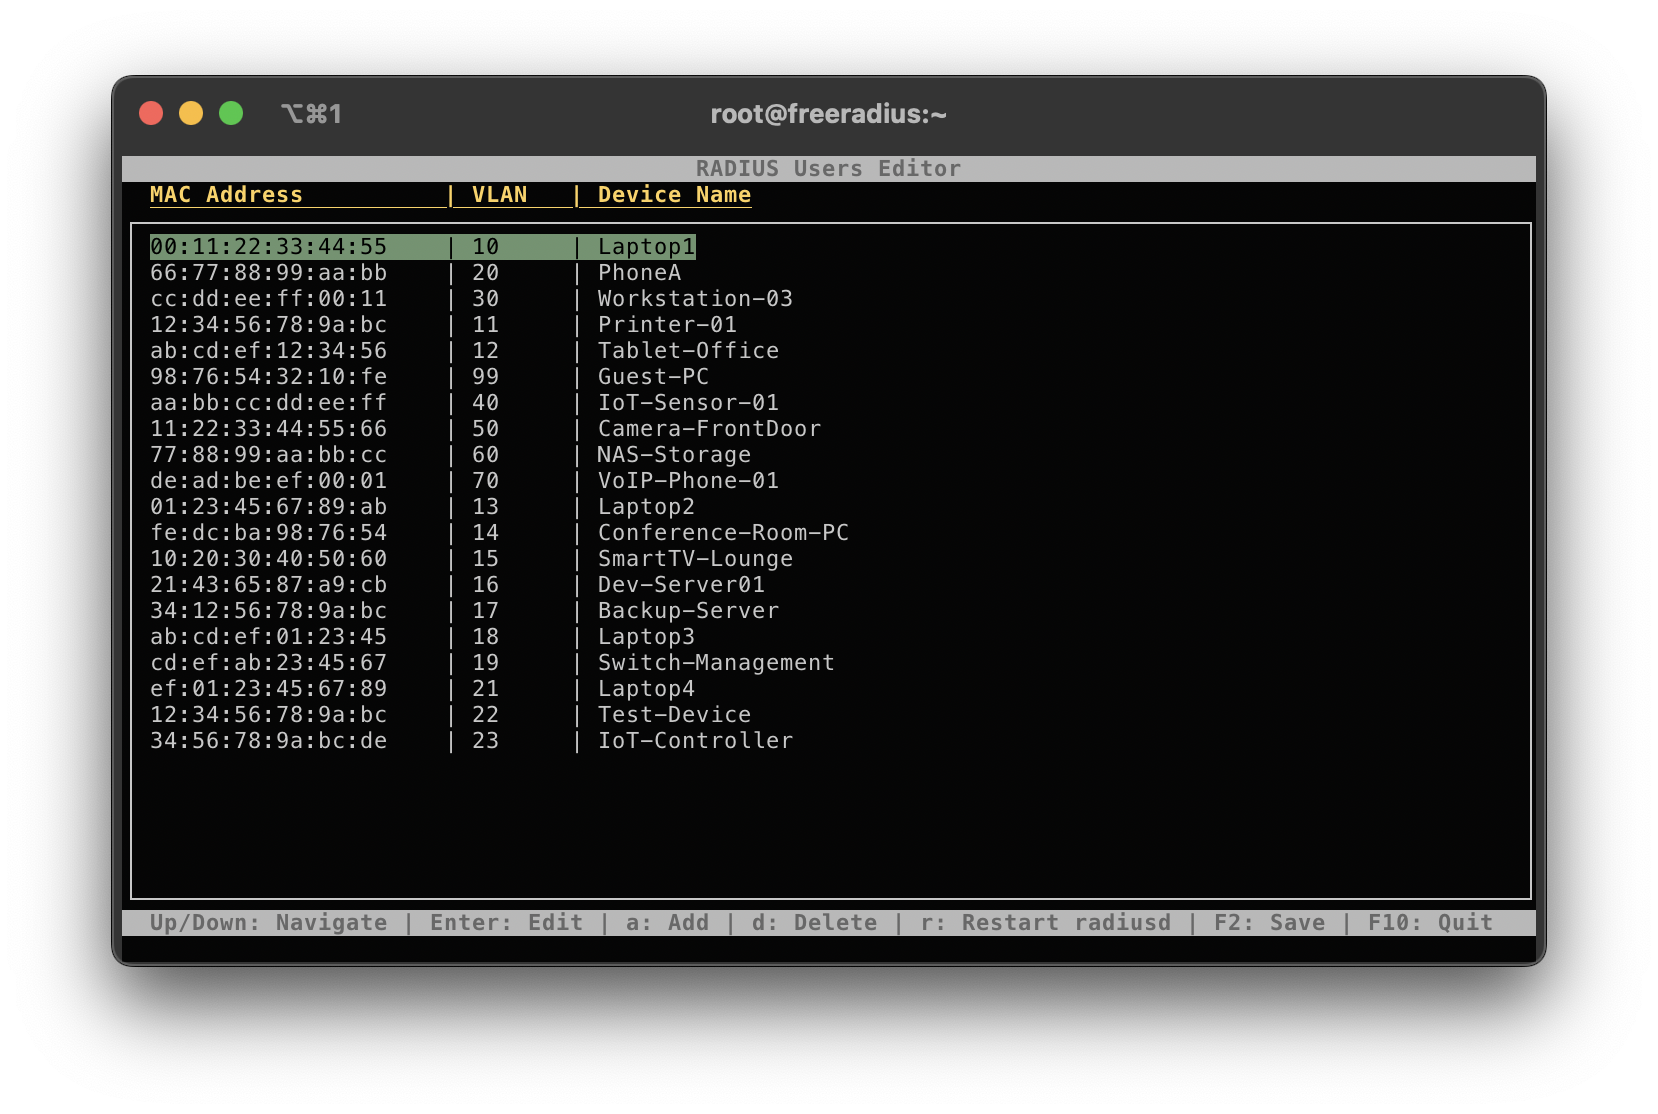 ⌥⌘1 root@freeradius:~
RADIUS Users Editor
MAC Address | VLAN | Device Name
00:11:22:33:44:55 | 10 | Laptop1
66:77:88:99:aa:bb | 20 | PhoneA
cc:dd:ee:ff:00:11 | 30 | Workstation-03
12:34:56:78:9a:bc | 11 | Printer-01
ab:cd:ef:12:34:56 | 12 | Tablet-Office
98:76:54:32:10:fe | 99 | Guest-PC
aa:bb:cc:dd:ee:ff | 40 | IoT-Sensor-01
11:22:33:44:55:66 | 50 | Camera-FrontDoor
77:88:99:aa:bb:cc | 60 | NAS-Storage
de:ad:be:ef:00:01 | 70 | VoIP-Phone-01
01:23:45:67:89:ab | 13 | Laptop2
fe:dc:ba:98:76:54 | 14 | Conference-Room-PC
10:20:30:40:50:60 | 15 | SmartTV-Lounge
21:43:65:87:a9:cb | 16 | Dev-Server01
34:12:56:78:9a:bc | 17 | Backup-Server
ab:cd:ef:01:23:45 | 18 | Laptop3
cd:ef:ab:23:45:67 | 19 | Switch-Management
ef:01:23:45:67:89 | 21 | Laptop4
12:34:56:78:9a:bc | 22 | Test-Device
34:56:78:9a:bc:de | 23 | IoT-Controller
Up/Down: Navigate | Enter: Edit | a: Add | d: Delete | r: Restart radiusd | F2: Save | F10: Quit